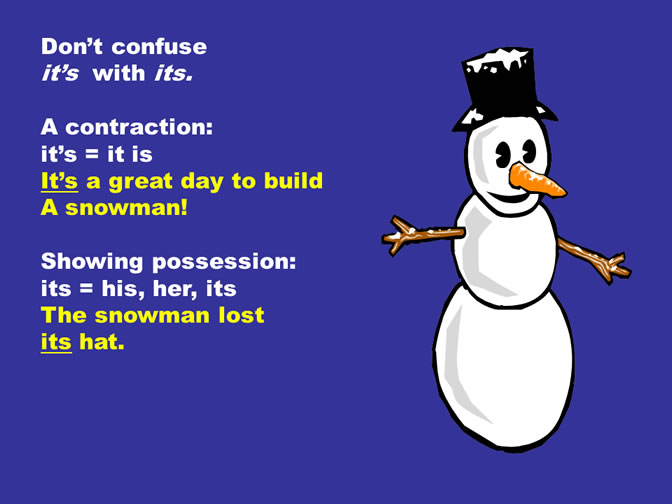 Don’t confuse
it’s with its.
A contraction:
it’s = it is
It’s a great day to build
A snowman!
Showing possession:
its = his, her, its
The snowman lost
its hat.